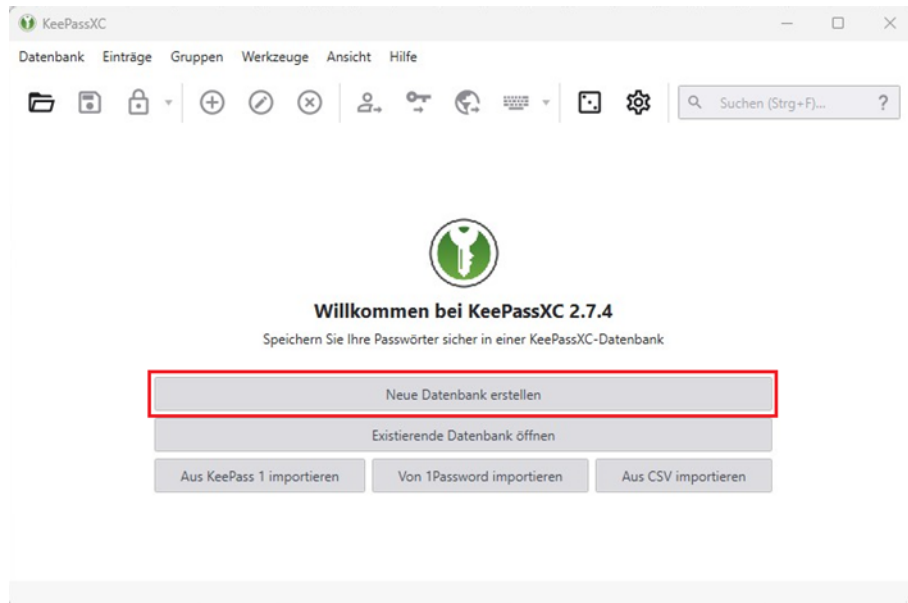 KeePassXC
Datenbank Einträge Gruppen Werkzeuge Ansicht Hilfe
Suchen (Strg+F)... ?
Willkommen bei KeePassXC 2.7.4
Speichern Sie Ihre Passwörter sicher in einer KeePassXC-Datenbank
Neue Datenbank erstellen
Existierende Datenbank öffnen
Aus KeePass 1 importieren Von 1Password importieren Aus CSV importieren